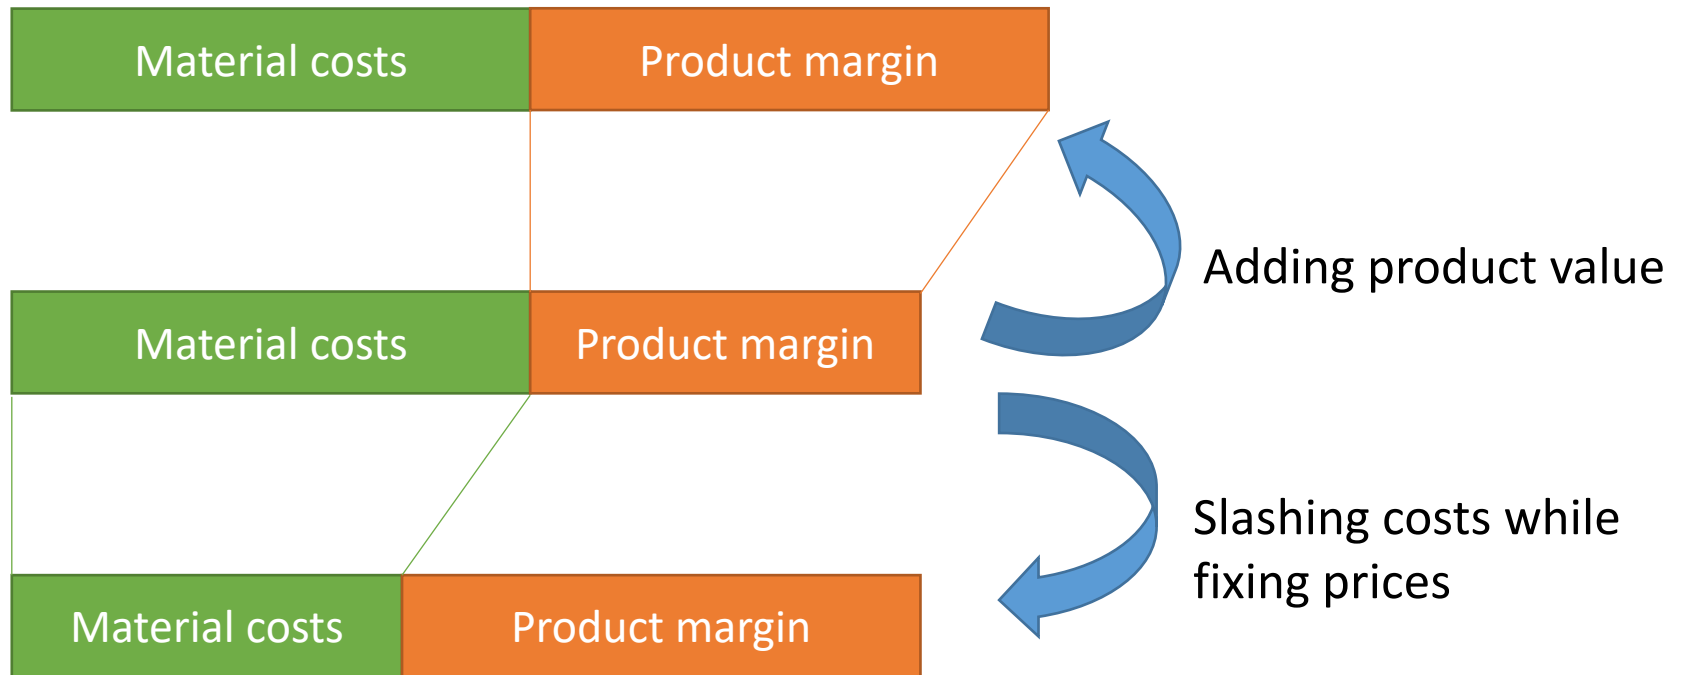 Material costs
Product margin
Adding product value
Material costs
Product margin
Slashing costs while
fixing prices
Material costs
Product margin